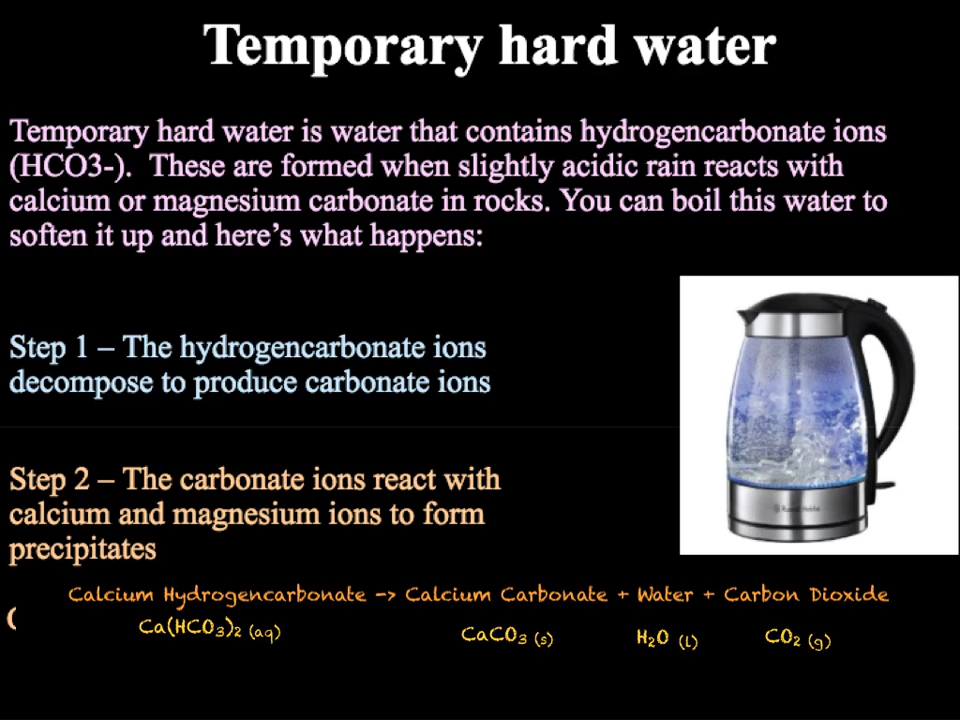 Temporary hard water
Temporary hard water is water that contains hydrogencarbonate ions
(HCO3-).  These are formed when slightly acidic rain reacts with
calcium or magnesium carbonate in rocks. You can boil this water to
soften it up and here’s what happens:
Step 1 – The hydrogencarbonate ions
decompose to produce carbonate ions
Step 2 – The carbonate ions react with
calcium and magnesium ions to form
precipitates
Russell Hobbs
Calcium Hydrogencarbonate -> Calcium Carbonate + Water + Carbon Dioxide
Ca(HCO₃)₂ (aq) CaCO₃ (s) H₂O (l) CO₂ (g)